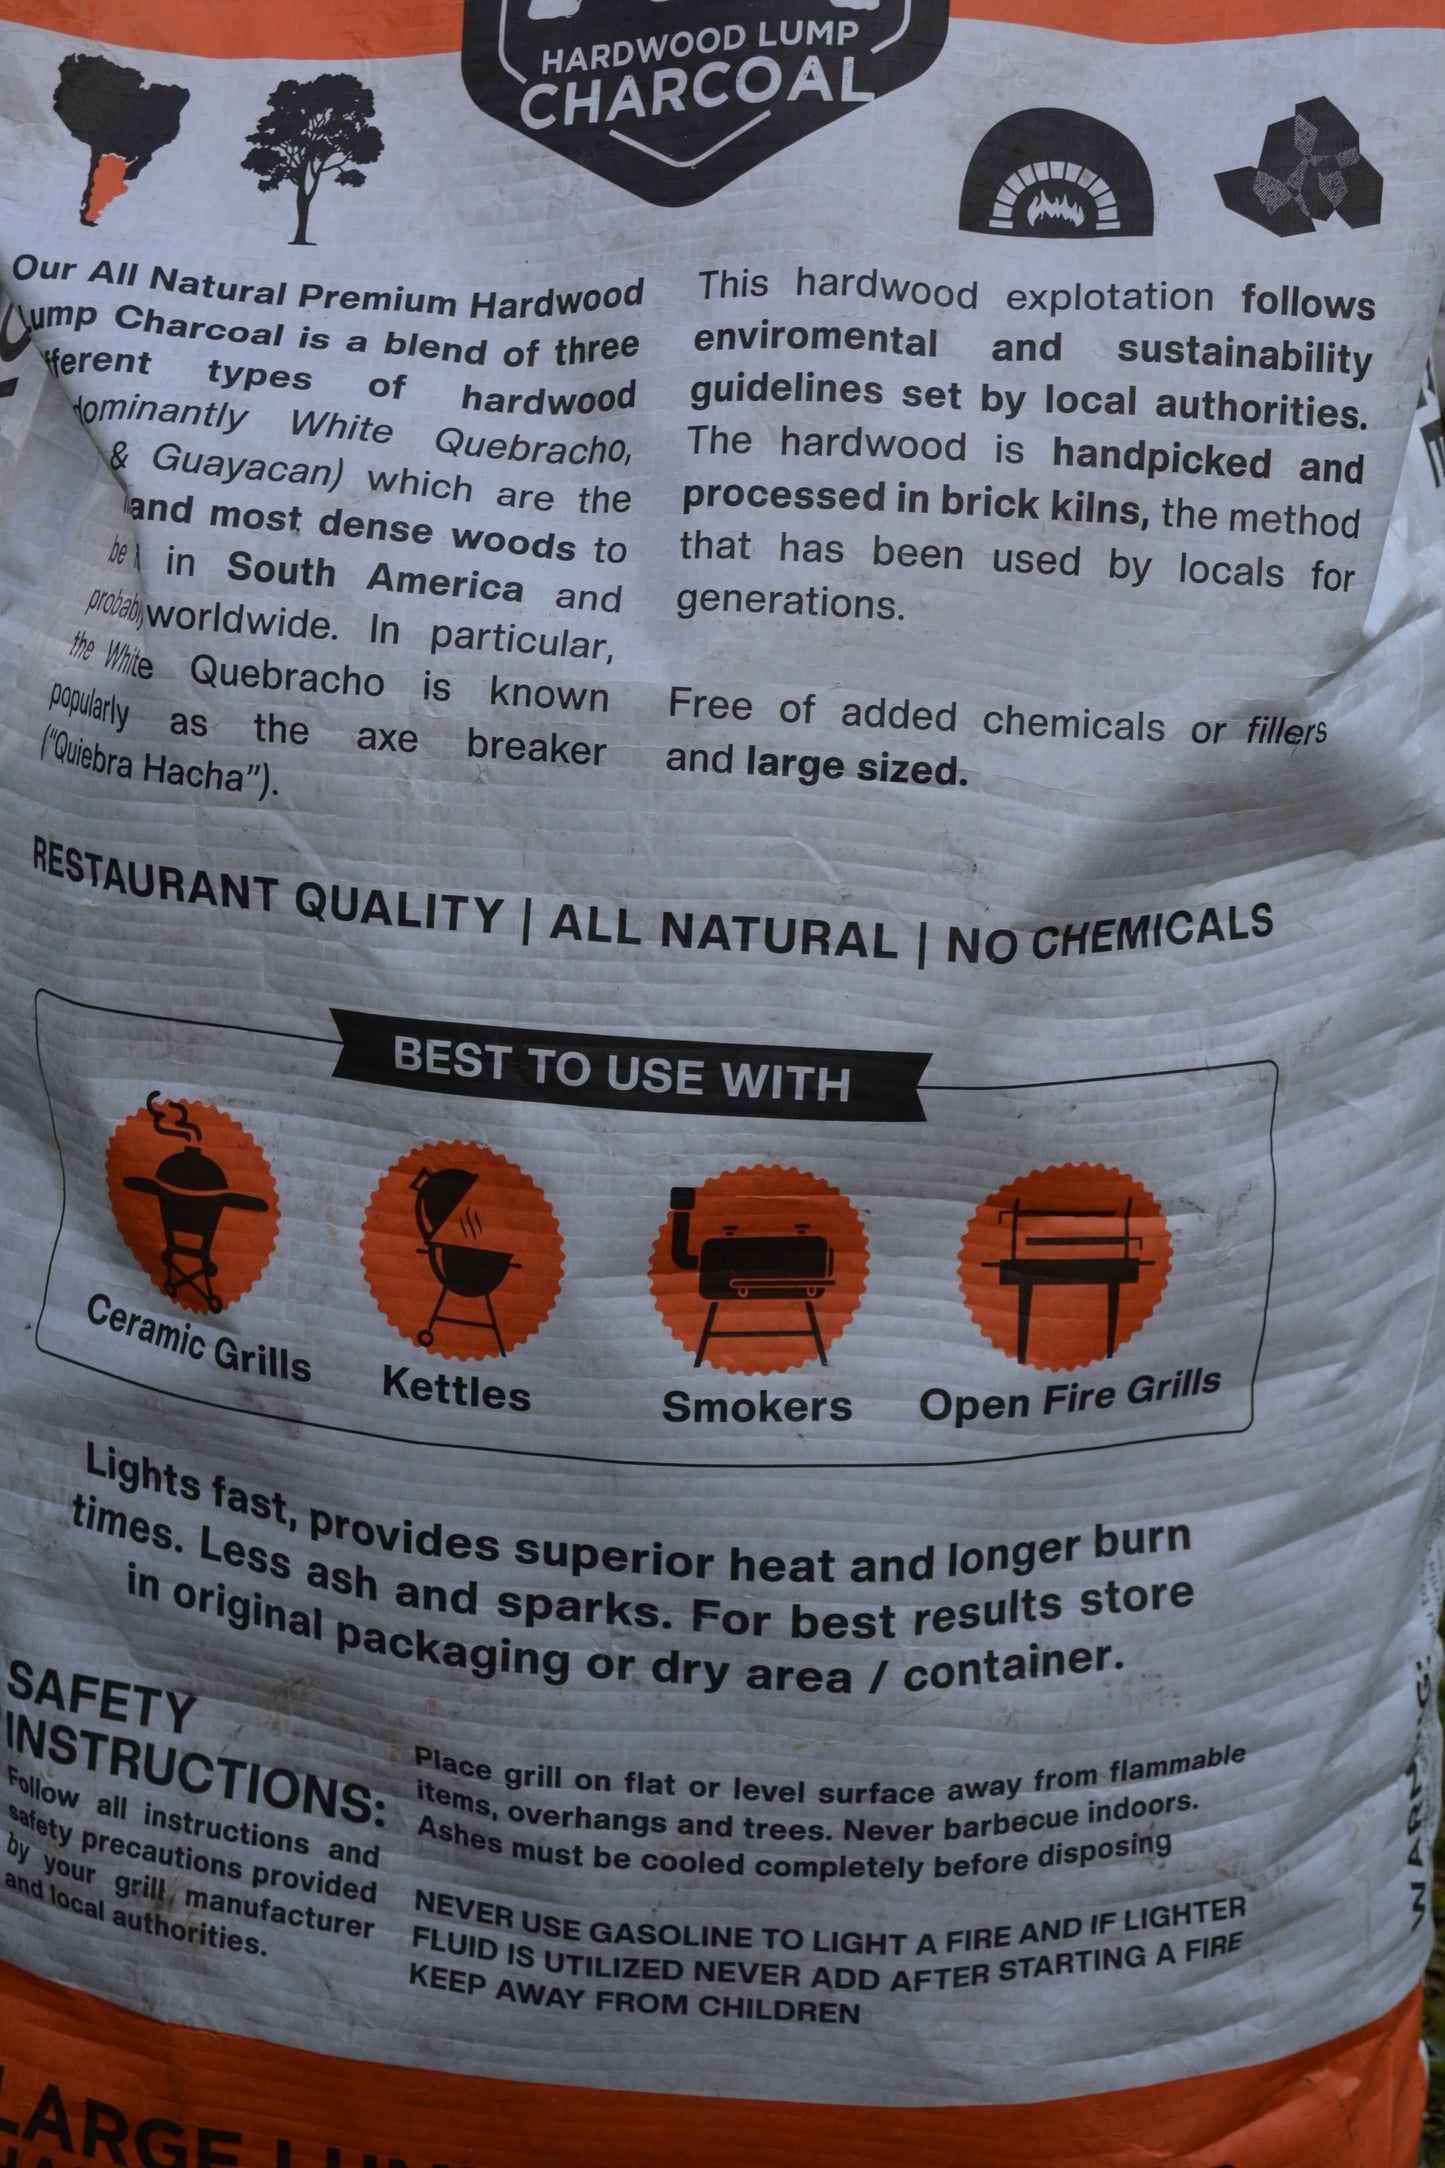 HARDWOOD LUMP
CHARCOAL
Our All Natural Premium Hardwood
Lump Charcoal is a blend of three
types of hardwood
White Quebracho,
& Guayacan) which are the
and most dense woods to
be in South America and
worldwide. In particular,
the White Quebracho is known
popularly as the axe breaker
("Quiebra Hacha").
This hardwood explotation follows
enviromental and sustainability
guidelines set by local authorities.
The hardwood is handpicked and
processed in brick kilns, the method
that has been used by locals for
generations.
Free of added chemicals or fillers
and large sized.
RESTAURANT QUALITY | ALL NATURAL | NO CHEMICALS
BEST TO USE WITH
Ceramic Grills
Kettles
Smokers
Open Fire Grills
Lights fast, provides superior heat and longer burn
times. Less ash and sparks. For best results store
in original packaging or dry area / container.
SAFETY
INSTRUCTIONS:
Follow all instructions and
safety precautions provided
by your grill manufacturer
and local authorities.
Place grill on flat or level surface away from flammable
items, overhangs and trees. Never barbecue indoors.
Ashes must be cooled completely before disposing
NEVER USE GASOLINE TO LIGHT A FIRE AND IF LIGHTER
FLUID IS UTILIZED NEVER ADD AFTER STARTING A FIRE
KEEP AWAY FROM CHILDREN
LARGE